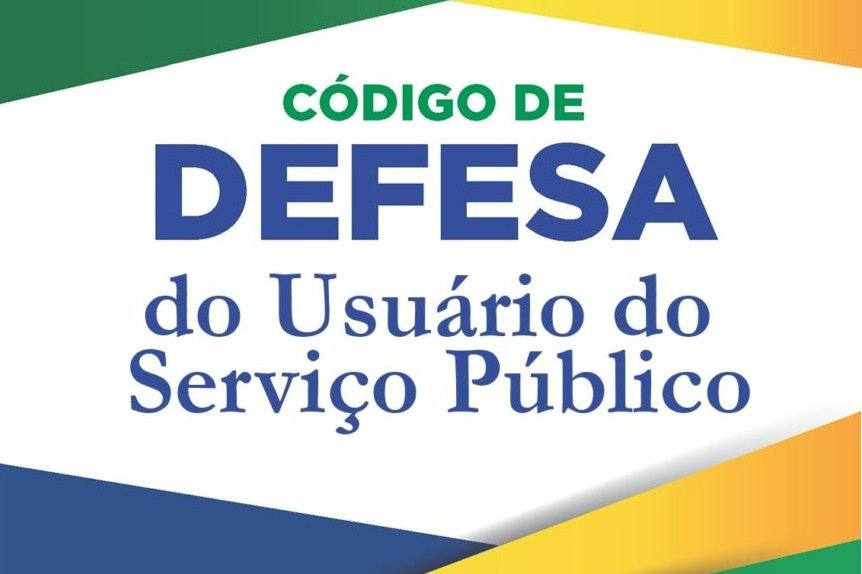 CÓDIGO DE
DEFESA
do Usuário do
Serviço Público